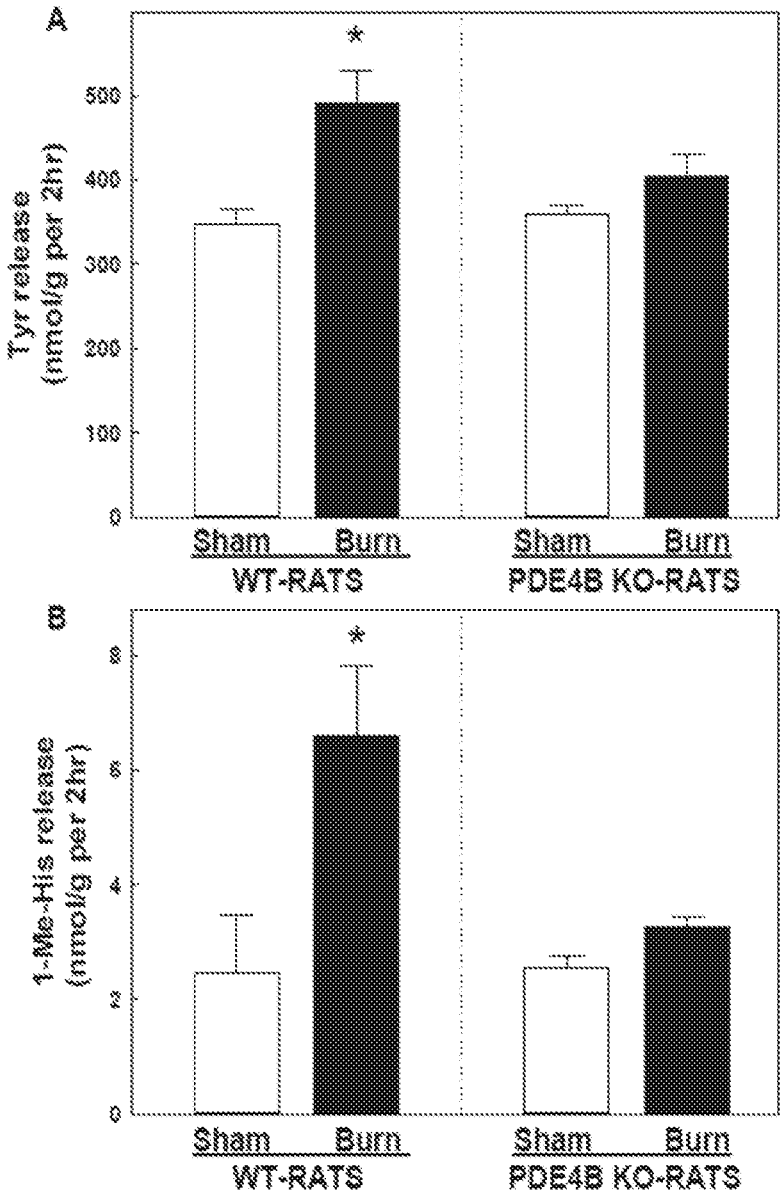 A
*
Tyr release
(nmol/g per 2hr)
500
400
300
200
100
0
Sham Burn Sham Burn
WT-RATS PDE4B KO-RATS
B
*
1-Me-His release
(nmol/g per 2hr)
8
6
4
2
0
Sham Burn Sham Burn
WT-RATS PDE4B KO-RATS